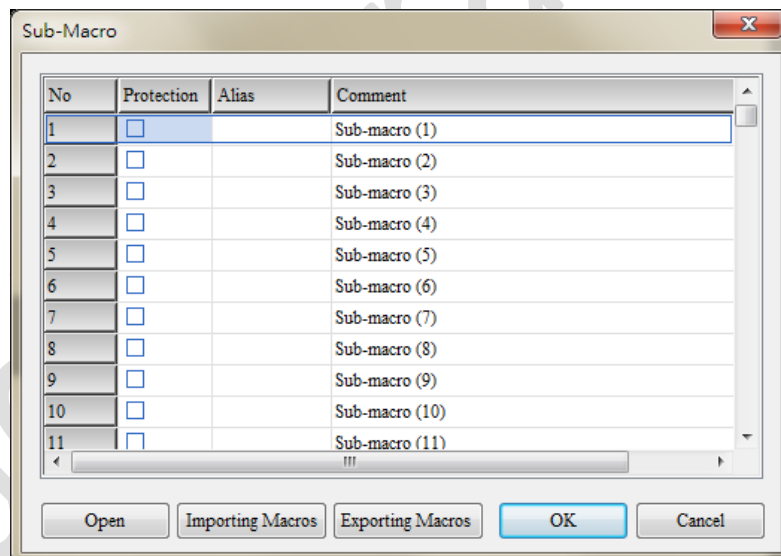 Sub-Macro
No Protection Alias Comment
1 Sub-macro (1)
2 Sub-macro (2)
3 Sub-macro (3)
4 Sub-macro (4)
5 Sub-macro (5)
6 Sub-macro (6)
7 Sub-macro (7)
8 Sub-macro (8)
9 Sub-macro (9)
10 Sub-macro (10)
11 Sub-macro (11)
Open Importing Macros Exporting Macros OK Cancel